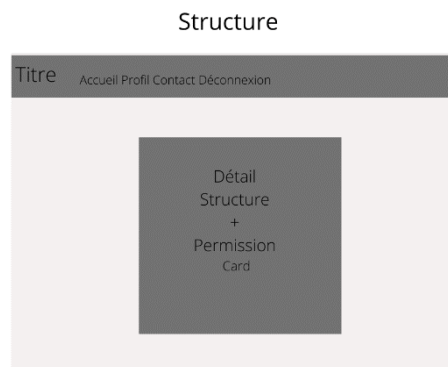 Structure
Titre Accueil Profil Contact Déconnexion
Détail
Structure
+
Permission
Card